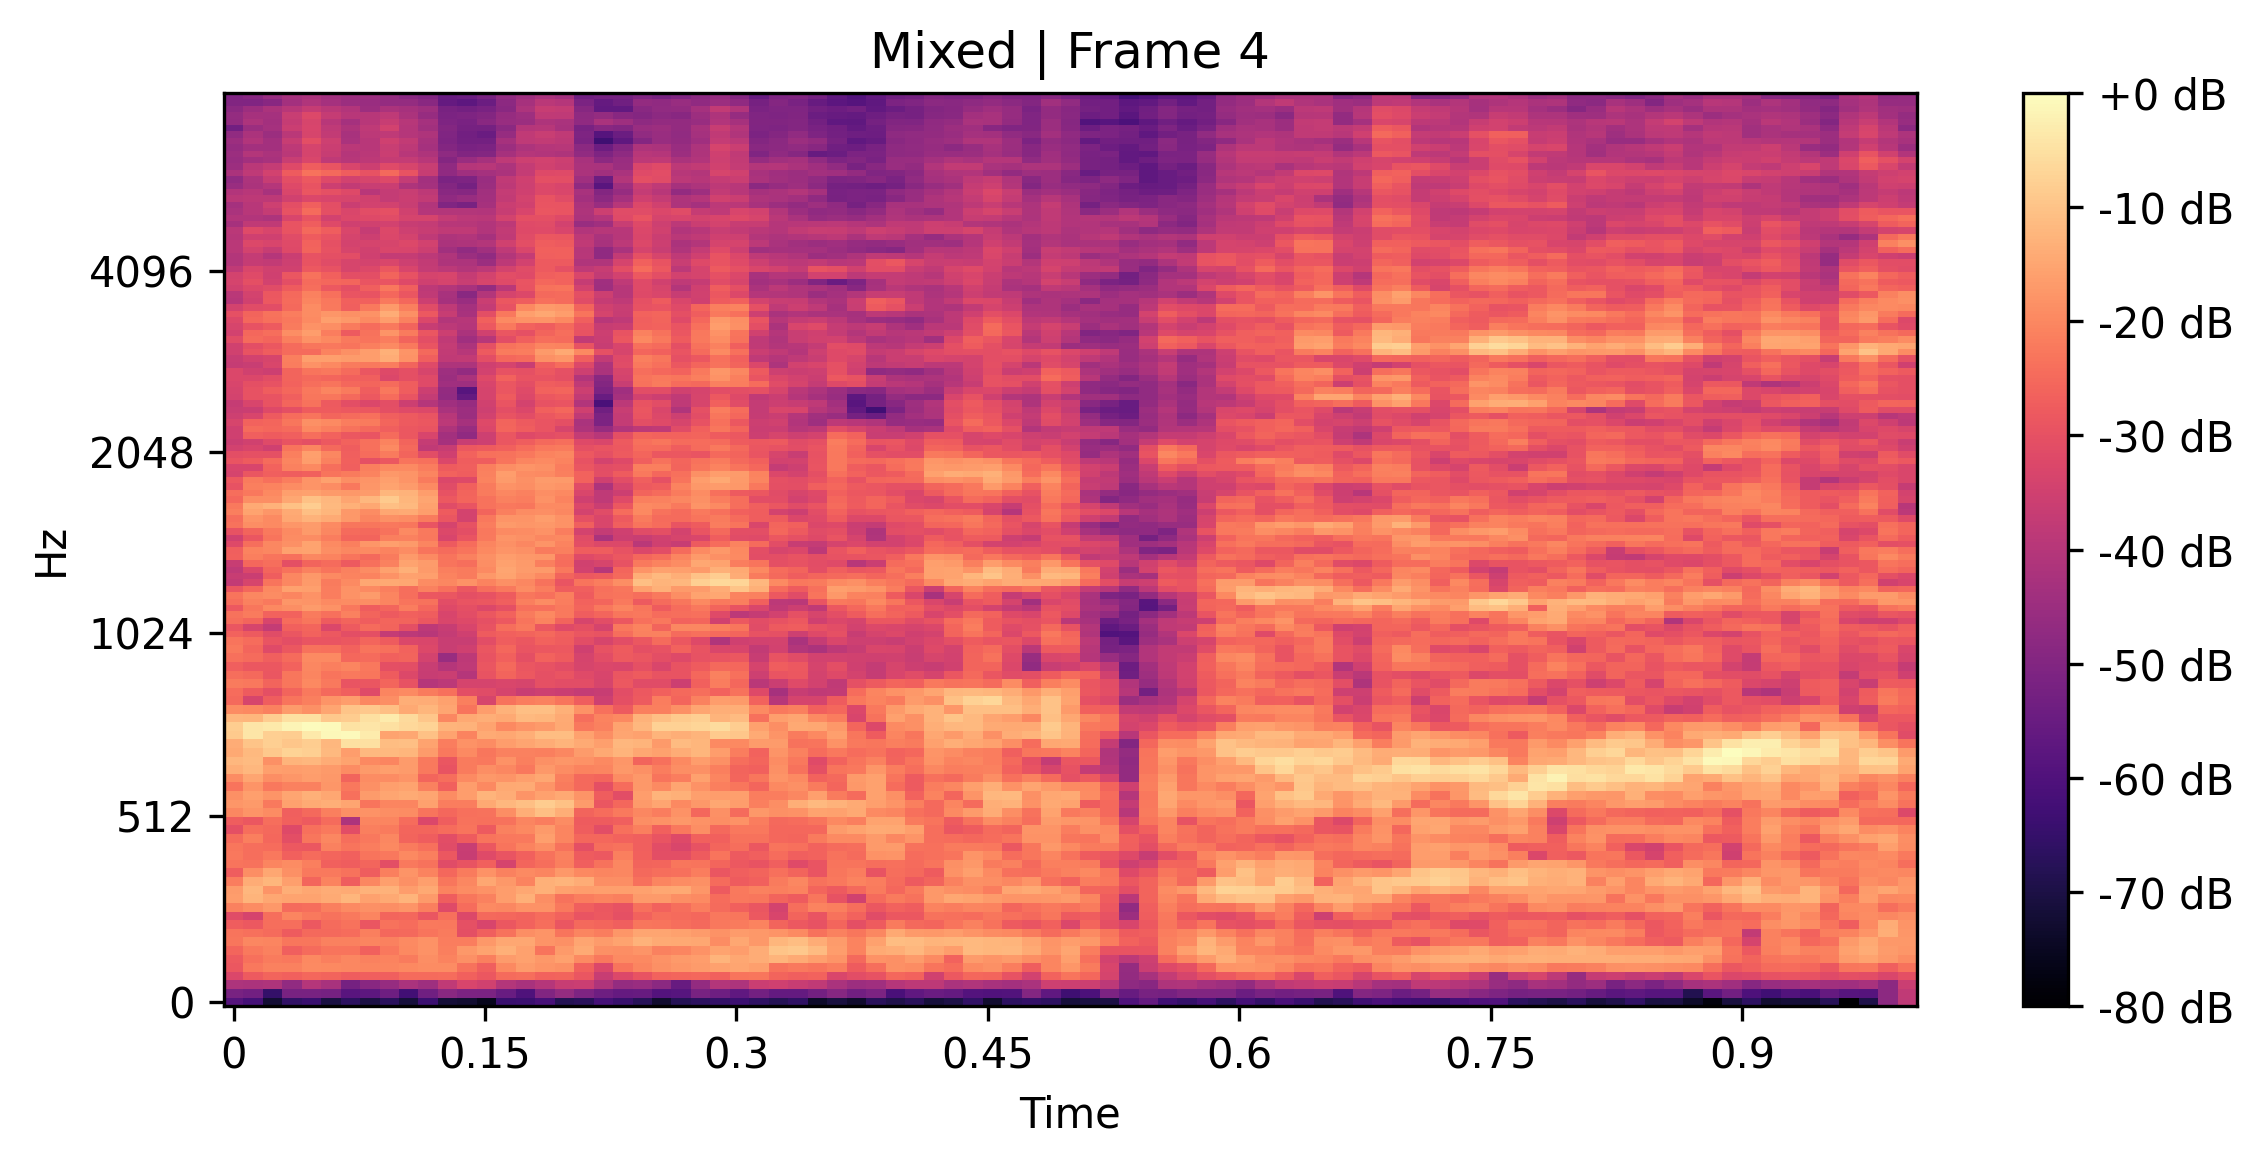 Mixed | Frame 4
+0 dB
-10 dB
-20 dB
-30 dB
-40 dB
-50 dB
-60 dB
-70 dB
-80 dB
Hz
4096
2048
1024
512
0
0 0.15 0.3 0.45 0.6 0.75 0.9
Time